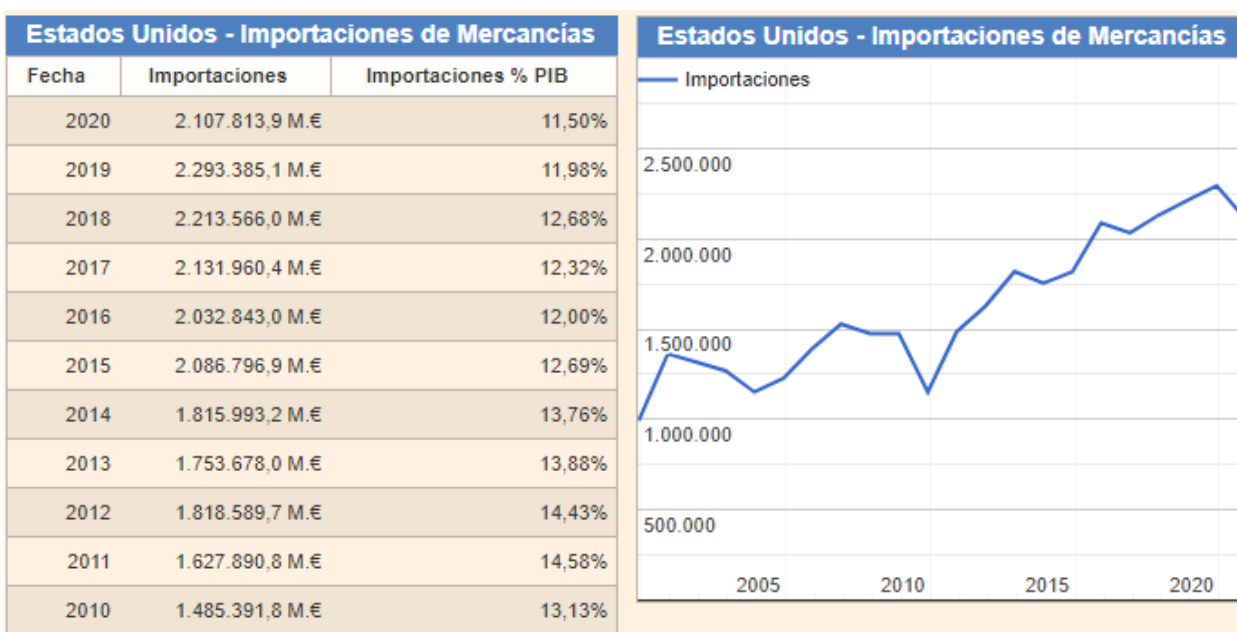 Estados Unidos - Importaciones de Mercancías
Fecha Importaciones Importaciones % PIB
2020 2.107.813,9 M.€ 11,50%
2019 2.293.385,1 M.€ 11,98%
2018 2.213.566,0 M.€ 12,68%
2017 2.131.960,4 M.€ 12,32%
2016 2.032.843,0 M.€ 12,00%
2015 2.086.796,9 M.€ 12,69%
2014 1.815.993,2 M.€ 13,76%
2013 1.753.678,0 M.€ 13,88%
2012 1.818.589,7 M.€ 14,43%
2011 1.627.890,8 M.€ 14,58%
2010 1.485.391,8 M.€ 13,13%
Estados Unidos - Importaciones de Mercancías
Importaciones
2.500.000
2.000.000
1.500.000
1.000.000
500.000
2005 2010 2015 2020